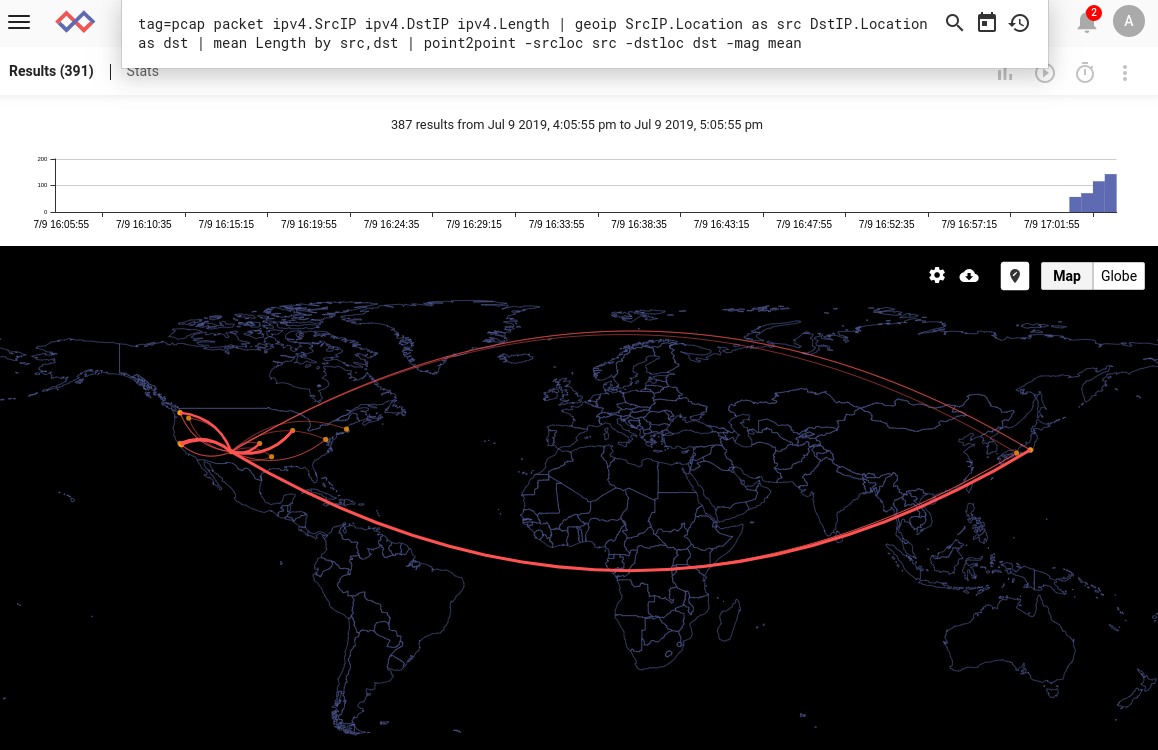 tag=pcap packet ipv4.SrcIP ipv4.DstIP ipv4.Length | geoip SrcIP.Location as src DstIP.Location
as dst | mean Length by src,dst | point2point -srcloc src -dstloc dst -mag mean
2
A
Results (391)
Stats
387 results from Jul 9 2019, 4:05:55 pm to Jul 9 2019, 5:05:55 pm
200
100
0
7/9 16:05:55 7/9 16:10:35 7/9 16:15:15 7/9 16:19:55 7/9 16:24:35 7/9 16:29:15 7/9 16:33:55 7/9 16:38:35 7/9 16:43:15 7/9 16:47:55 7/9 16:52:35 7/9 16:57:15 7/9 17:01:55
Map Globe